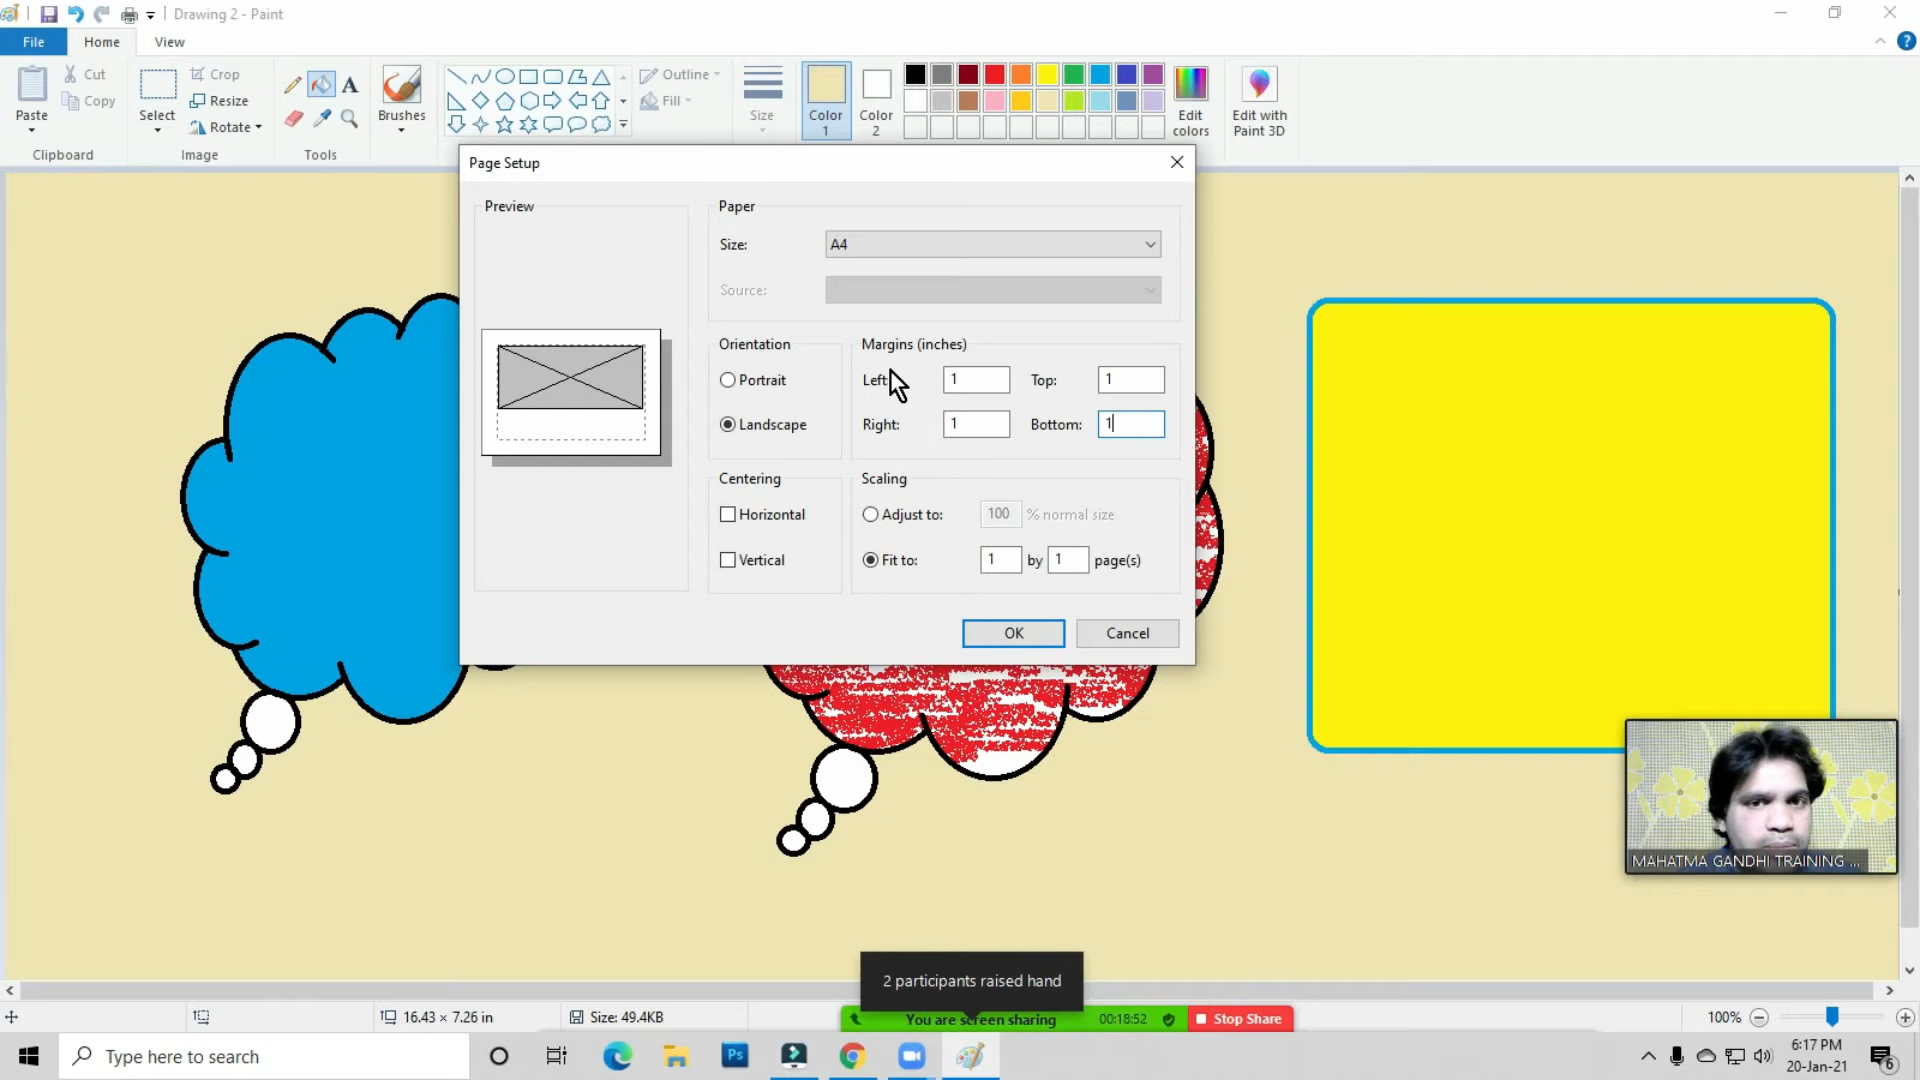 Drawing 2 - Paint
File Home View
Paste
Cut
Copy
Clipboard
Select
Crop
Resize
Rotate
Image
A
Tools
Brushes
Outline
Fill
Size
Color
1
Color
2
Edit
colors
Edit with
Paint 3D
Page Setup
Preview
Paper
Size: A4
Source:
Orientation
Portrait
Landscape
Margins (inches)
Left 1 Top: 1
Right: 1 Bottom: 1
Centering
Horizontal
Vertical
Scaling
Adjust to: 100 % normal size
Fit to: 1 by 1 page(s)
OK Cancel
MAHATMA GANDHI TRAINING ...
2 participants raised hand
16.43 × 7.26 in
Size: 49.4KB
You are screen sharing 00:18:52 Stop Share
100%
Type here to search
Ps
6:17 PM
20-Jan-21
6